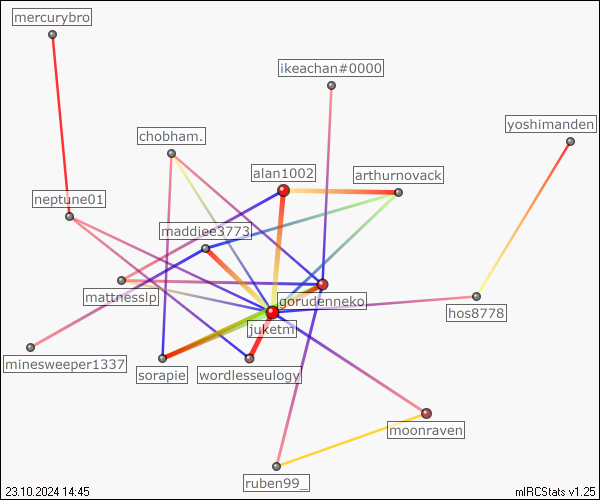 mercurybro
ikeachan#0000
yoshimanden
chobham.
alan1002
arthurnovack
neptune01
maddiee3773
mattnesslp
gorudenneko
hos8778
juketm
minesweeper1337
sorapie
wordlesseulogy
moonraven
ruben99_
23.10.2024 14:45
mIRCStats v1.25